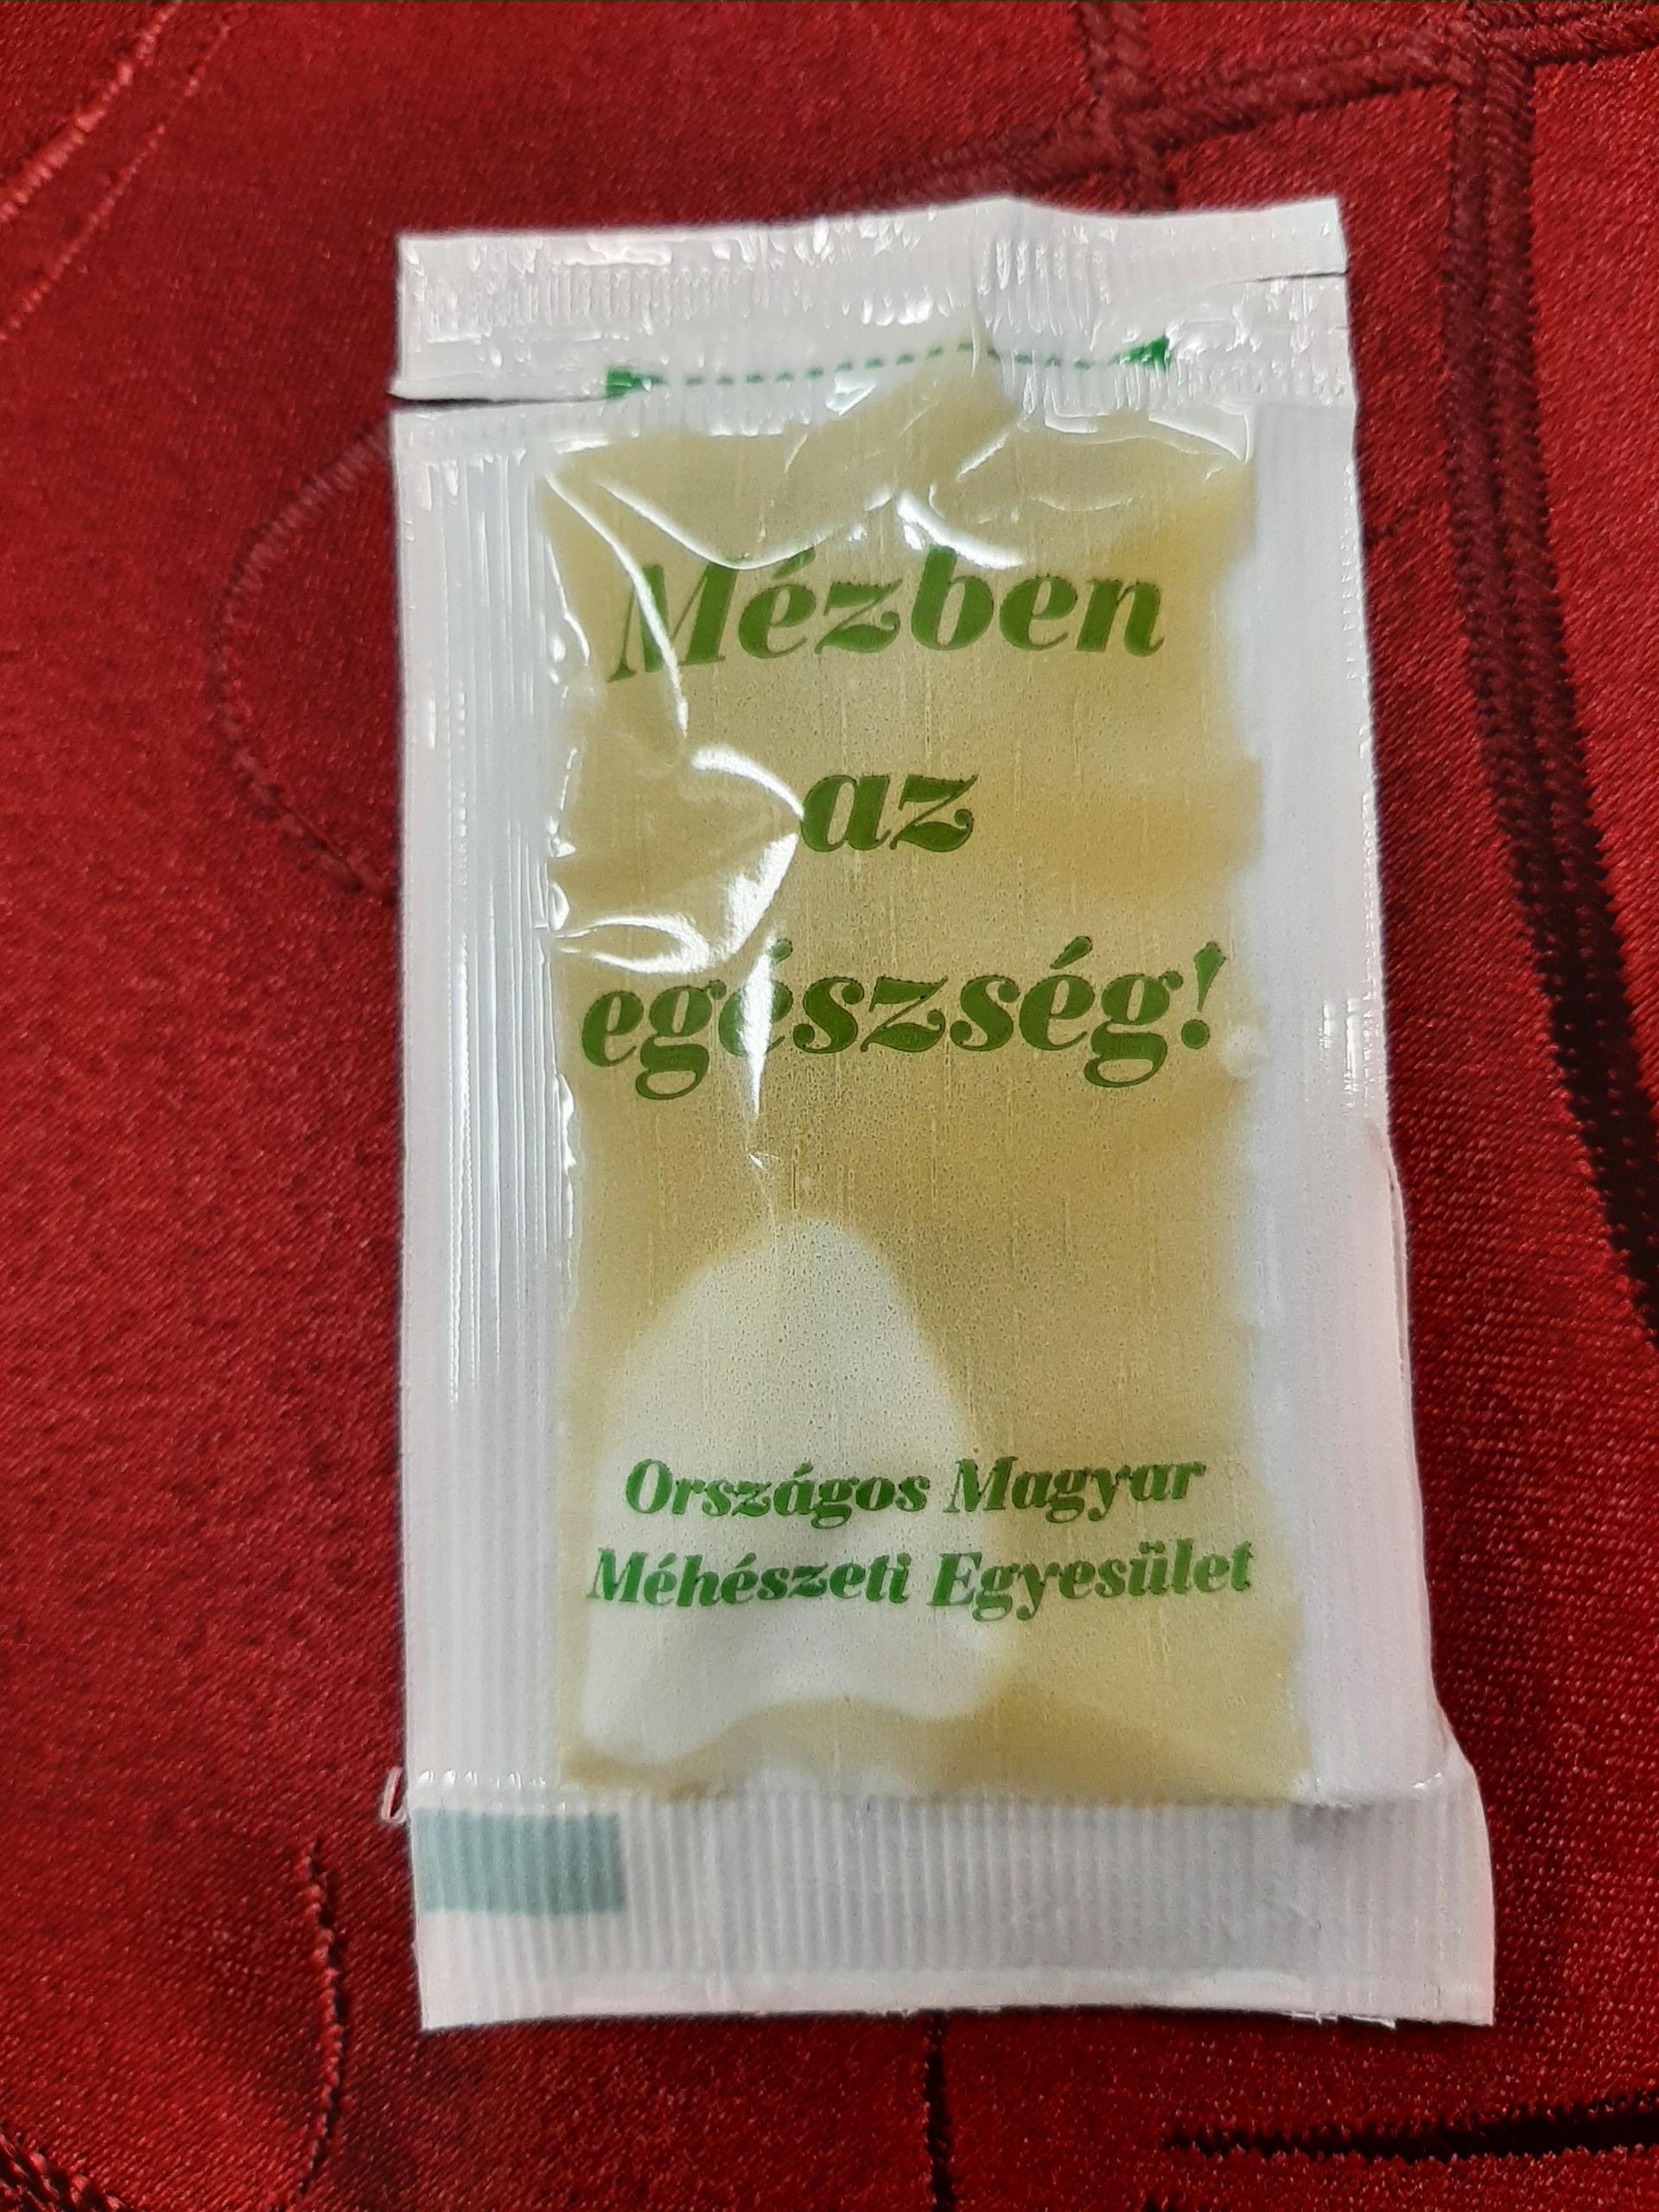 Mézben
az
egészség!
Országos Magyar
Méhészeti Egyesület